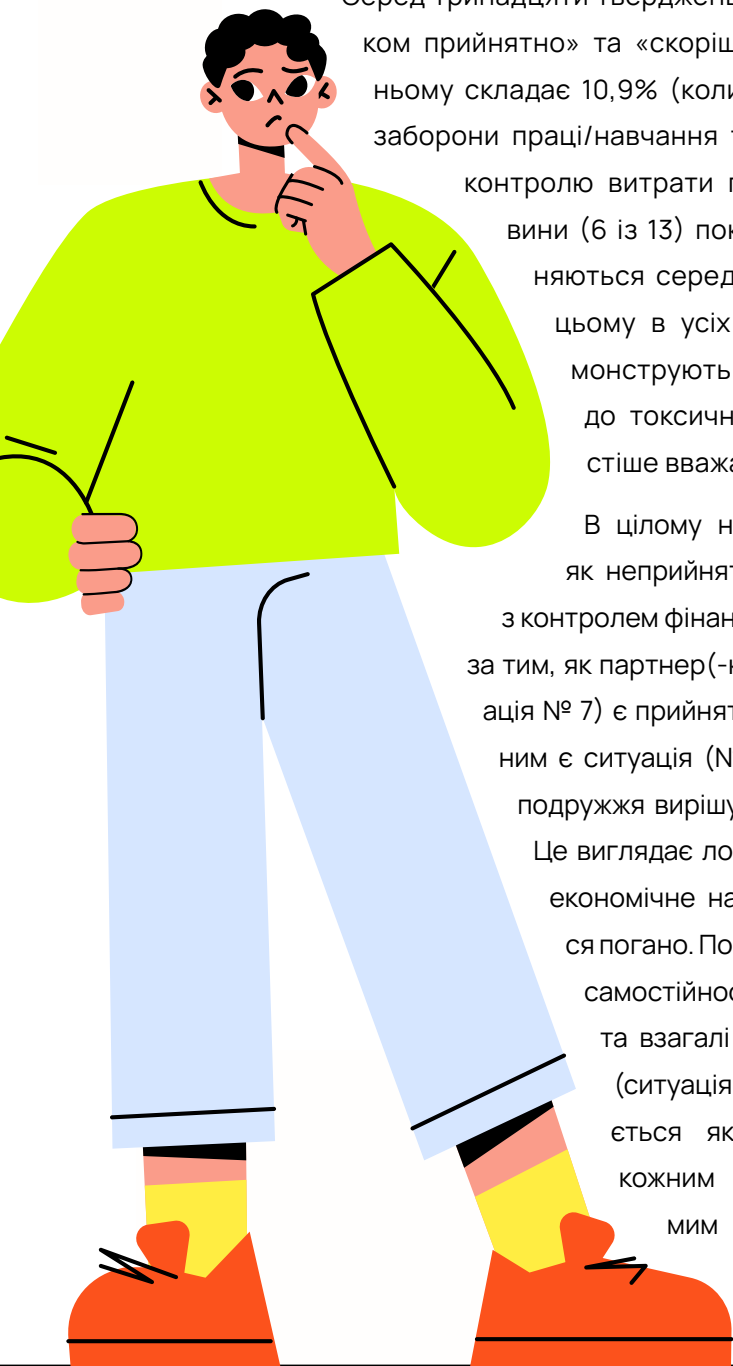 Серед тринадцяти тверджень
ком прийнятно» та «скоріш
ньому складає 10,9% (коли
заборони праці/навчання
контролю витрати
вини (6 із 13) пок
няються серед
цьому в усіх
монструють
до токсичн
стіше вважа
В цілому н
як неприйнят
з контролем фінан
за тим, як партнер(-
ація № 7) є прийнят
ним є ситуація (N
подружжя вирішу
Це виглядає ло
економічне на
ся погано. По
самостійнос
та взагалі
(ситуація
ється як
кожним
мим